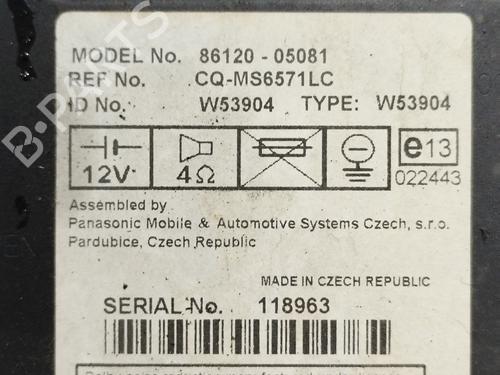 MODEL No. 86120 - 05081
REF No. CQ-MS6571LC
ID No. W53904 TYPE: W53904
12V 4Ω e13
022443
Assembled by
Panasonic Mobile & Automotive Systems Czech, s.r.o.
Pardubice, Czech Republic
MADE IN CZECH REPUBLIC
SERIAL No. 118963